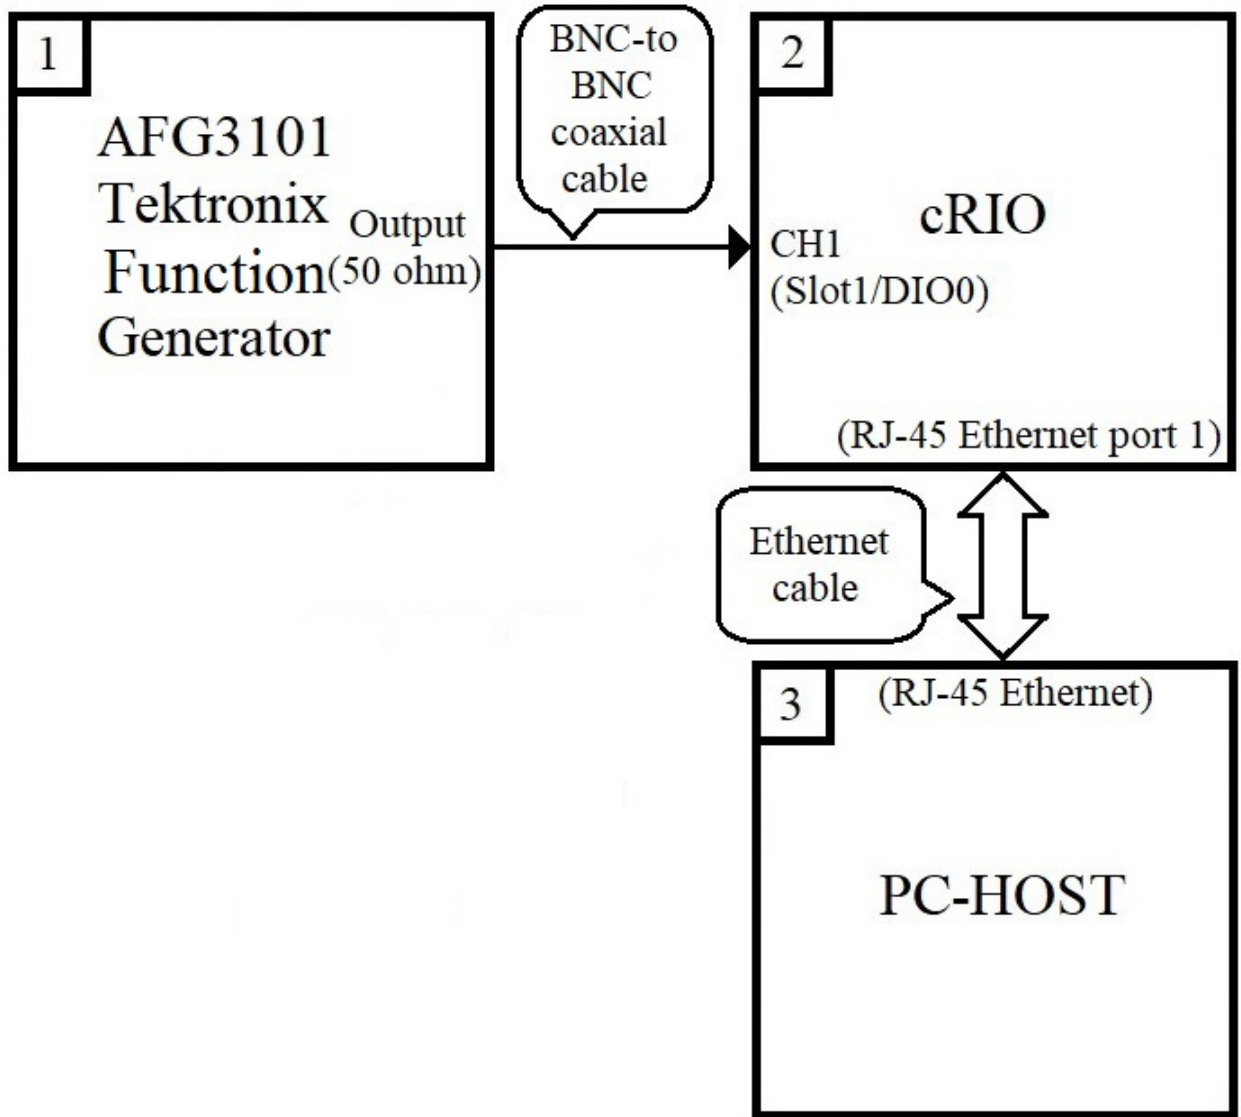 1
AFG3101
Tektronix
Function
Generator
Output
(50 ohm)
BNC-to
BNC
coaxial
cable
2
cRIO
CH1
(Slot1/DIO0)
(RJ-45 Ethernet port 1)
Ethernet
cable
3
(RJ-45 Ethernet)
PC-HOST